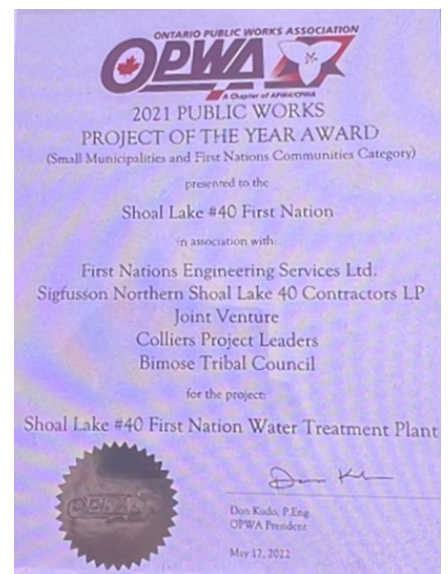 ONTARIO PUBLIC WORKS ASSOCIATION
OPWA
A Chapter of APWA/CPWA
2021 PUBLIC WORKS
PROJECT OF THE YEAR AWARD
(Small Municipalities and First Nations Communities Category)
presented to the
Shoal Lake #40 First Nation
in association with:
First Nations Engineering Services Ltd.
Sigfusson Northern Shoal Lake 40 Contractors LP
Joint Venture
Colliers Project Leaders
Bimose Tribal Council
for the project:
Shoal Lake #40 First Nation Water Treatment Plant
OPWA
Don Kudo, P.Eng
OPWA President
May 17, 2022